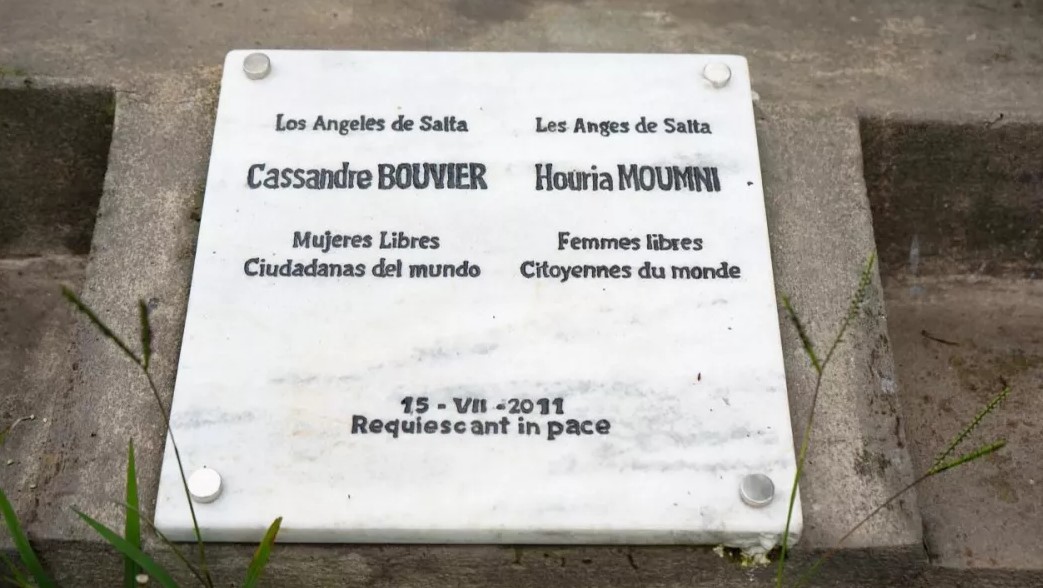 Los Angeles de Salta
Les Anges de Salta
Cassandre BOUVIER
Houria MOUMNI
Mujeres Libres
Ciudadanas del mundo
Femmes libres
Citoyennes du monde
15 - VII - 2011
Requiescant in pace